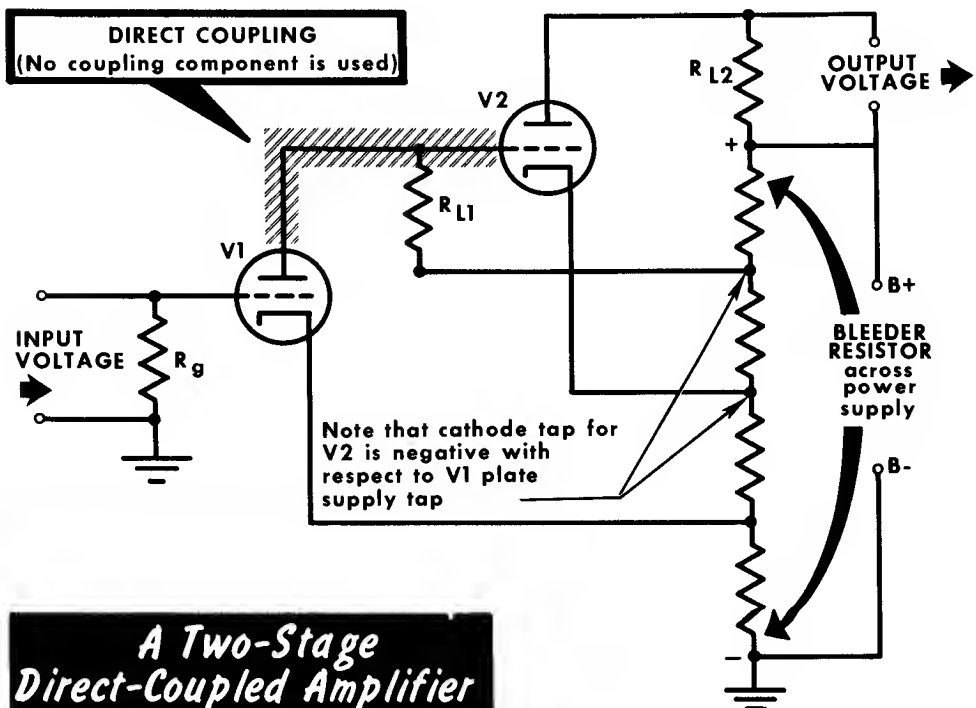 DIRECT COUPLING
(No coupling component is used)
V2
R L2
OUTPUT
VOLTAGE
+
R L1
V1
INPUT
VOLTAGE
R g
B+
BLEEDER
RESISTOR
across
power
supply
Note that cathode tap for
V2 is negative with
respect to V1 plate
supply tap
B-
−
A Two-Stage
Direct-Coupled Amplifier